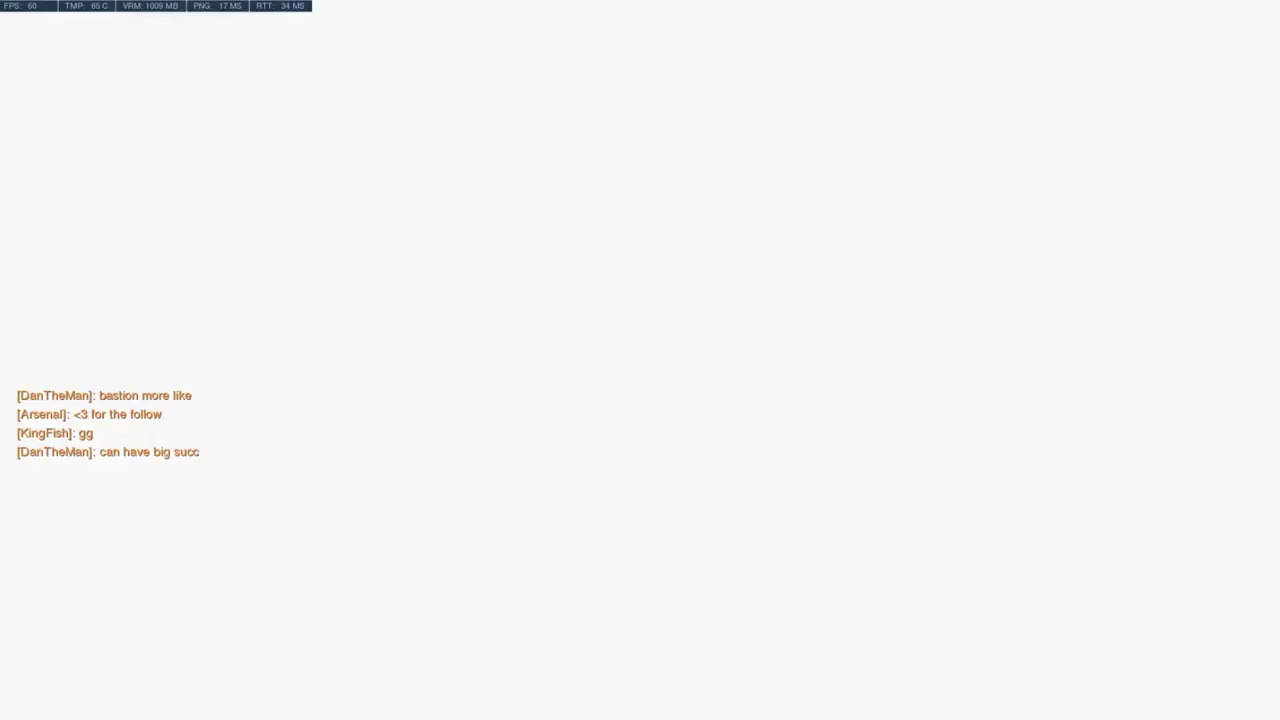 FPS: 60 TMP: 65 C VRM: 1009 MB PNG: 17 MS RTT: 34 MS
[DanTheMan]: bastion more like
[Arsenal]: <3 for the follow
[KingFish]: gg
[DanTheMan]: can have big succ